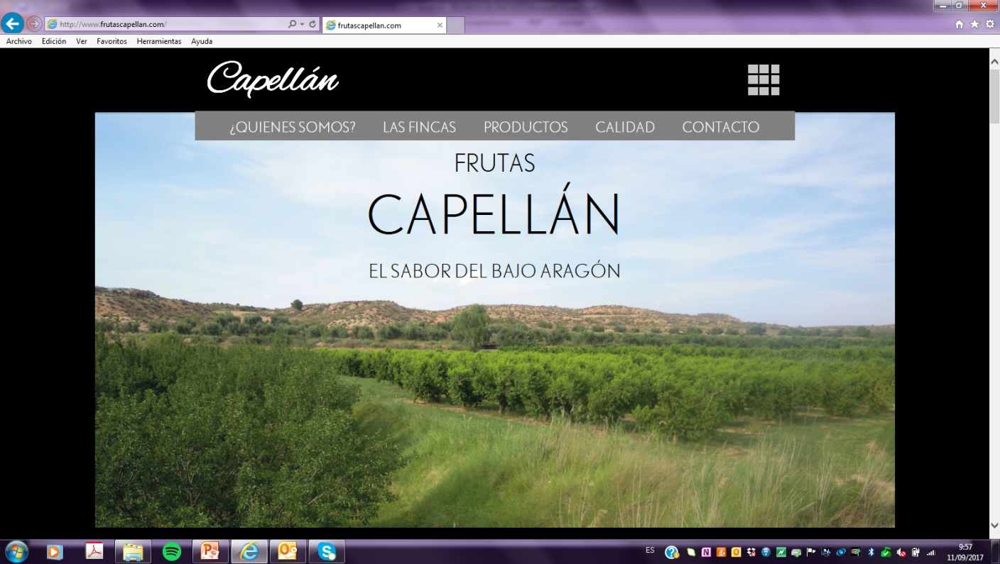 http://www.frutascapellan.com/
frutascapellan.com
Archivo Edición Ver Favoritos Herramientas Ayuda
Capellán
¿QUIENES SOMOS? LAS FINCAS PRODUCTOS CALIDAD CONTACTO
FRUTAS
CAPELLÁN
EL SABOR DEL BAJO ARAGÓN
ES
9:57
11/09/2017